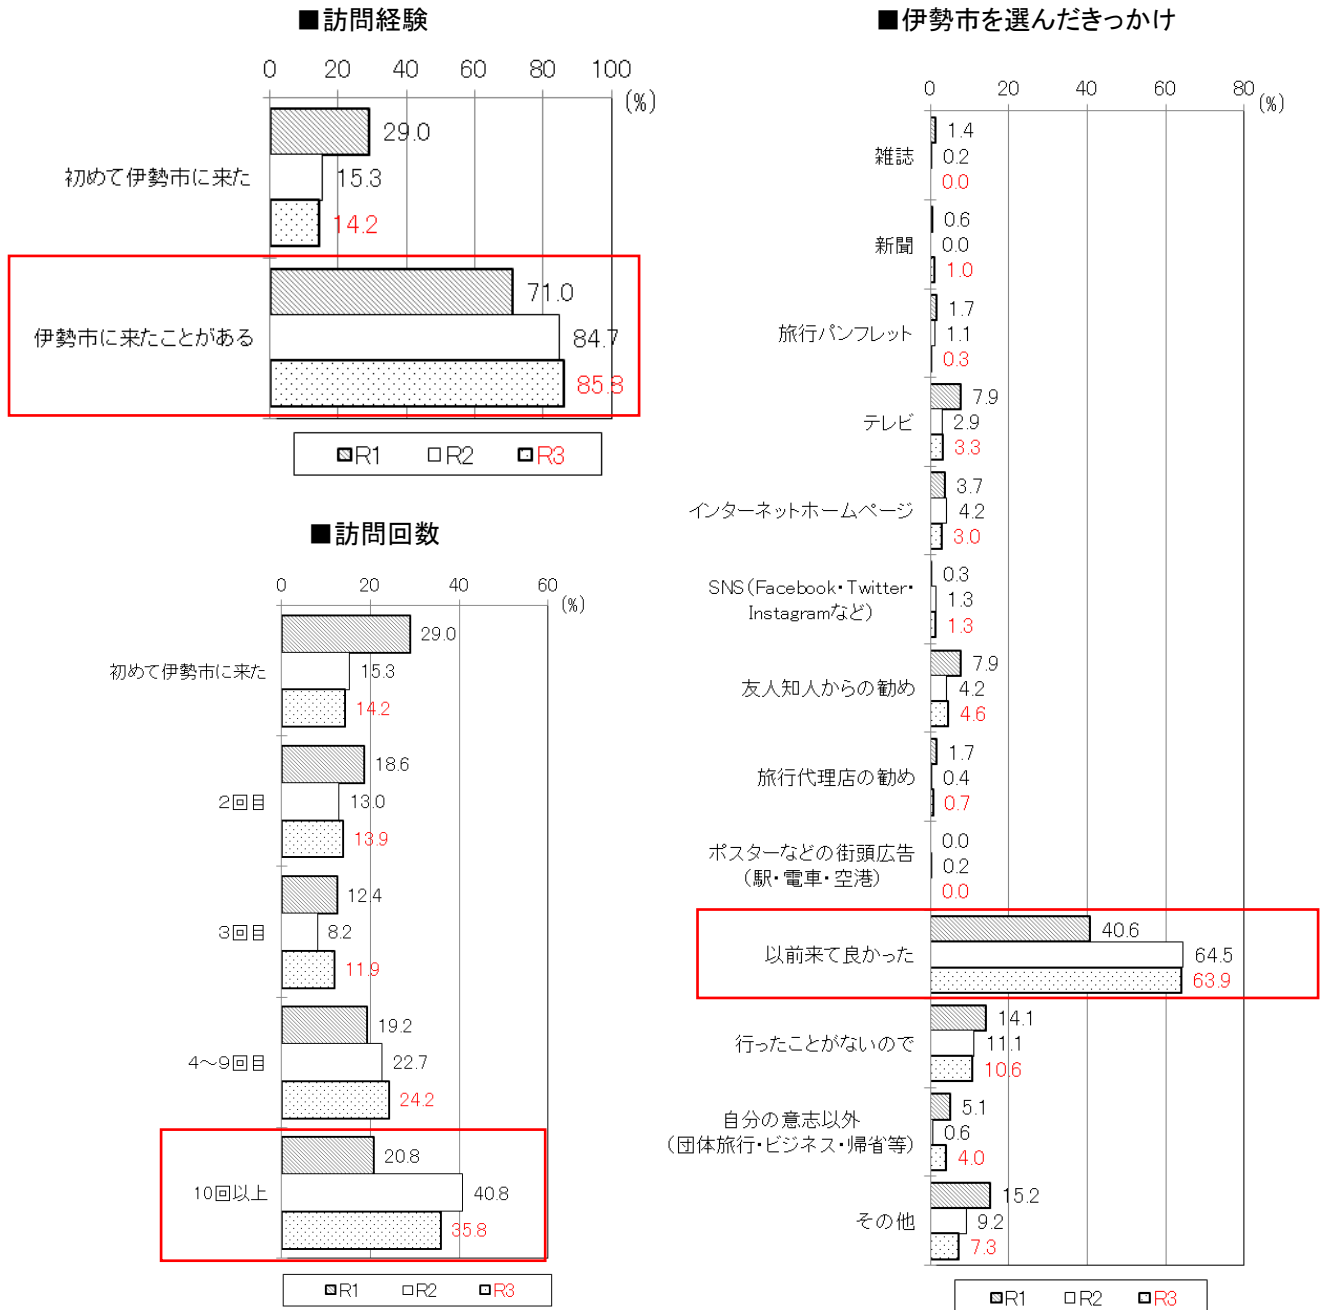 ■訪問経験
0 20 40 60 80 100
(%)
初めて伊勢市に来た
29.0
15.3
14.2
伊勢市に来たことがある
71.0
84.7
85.8
R1 R2 R3
■訪問回数
0 20 40 60
(%)
初めて伊勢市に来た
29.0
15.3
14.2
2回目
18.6
13.0
13.9
3回目
12.4
8.2
11.9
4～9回目
19.2
22.7
24.2
10回以上
20.8
40.8
35.8
R1 R2 R3
■伊勢市を選んだきっかけ
0 20 40 60 80
(%)
雑誌
1.4
0.2
0.0
新聞
0.6
0.0
1.0
旅行パンフレット
1.7
1.1
0.3
テレビ
7.9
2.9
3.3
インターネットホームページ
3.7
4.2
3.0
SNS(Facebook・Twitter・
Instagramなど)
0.3
1.3
1.3
友人知人からの勧め
7.9
4.2
4.6
旅行代理店の勧め
1.7
0.4
0.7
ポスターなどの街頭広告
(駅・電車・空港)
0.0
0.2
0.0
以前来て良かった
40.6
64.5
63.9
行ったことがないので
14.1
11.1
10.6
自分の意志以外
(団体旅行・ビジネス・帰省等)
5.1
0.6
4.0
その他
15.2
9.2
7.3
R1 R2 R3